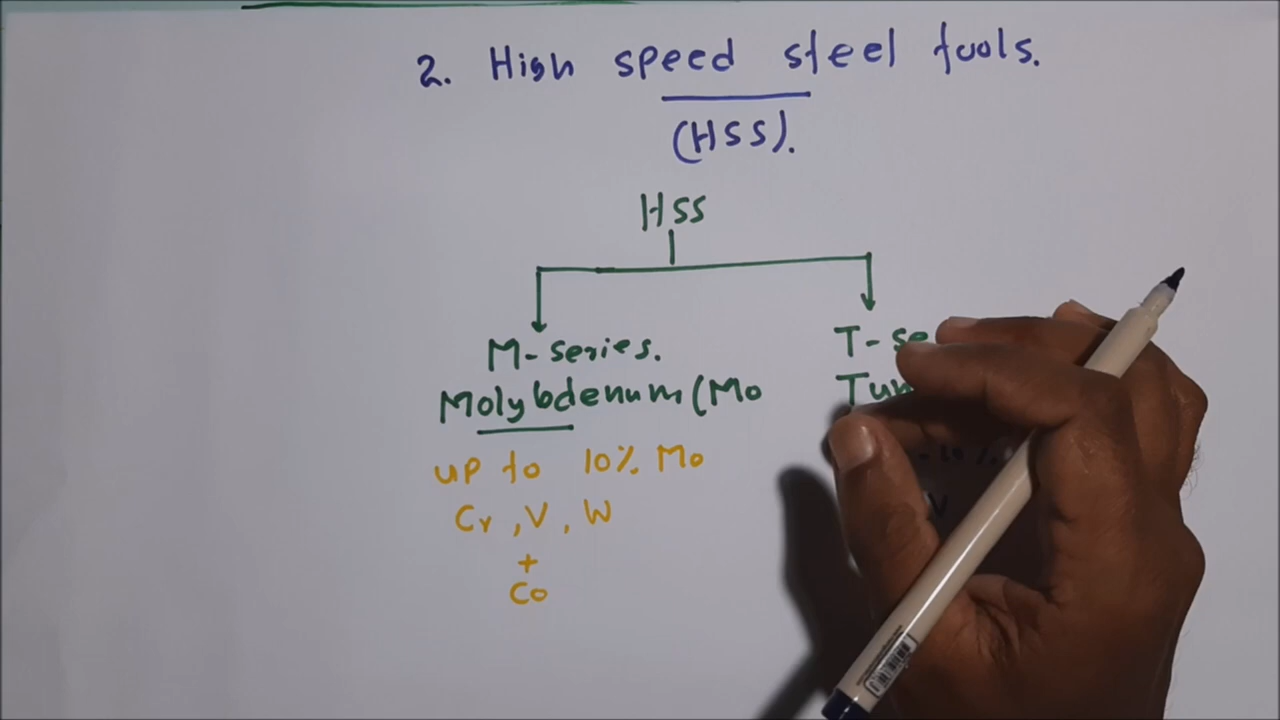 2. High speed steel tools.
(HSS).
HSS
M-series. T-se
Molybdenum (Mo Tun
up to 10% Mo
Cr, V, W V
+
Co